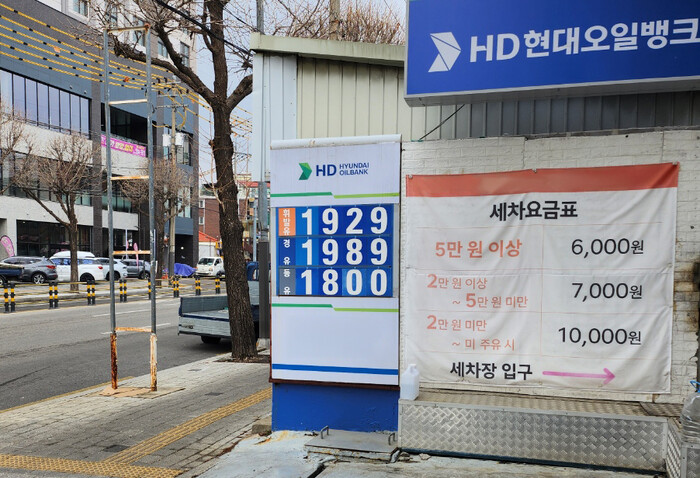 HD현대오일뱅크
HD HYUNDAI
OILBANK
휘발유 1929
경유 1989
등유 1800
세차요금표
5만 원 이상 6,000원
2만 원 이상
~ 5만 원 미만 7,000원
2만 원 미만
~ 미 주유 시 10,000원
세차장 입구